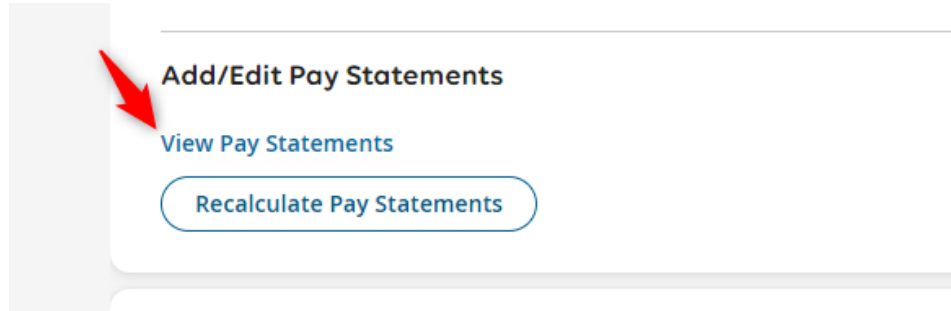 Add/Edit Pay Statements
View Pay Statements
Recalculate Pay Statements